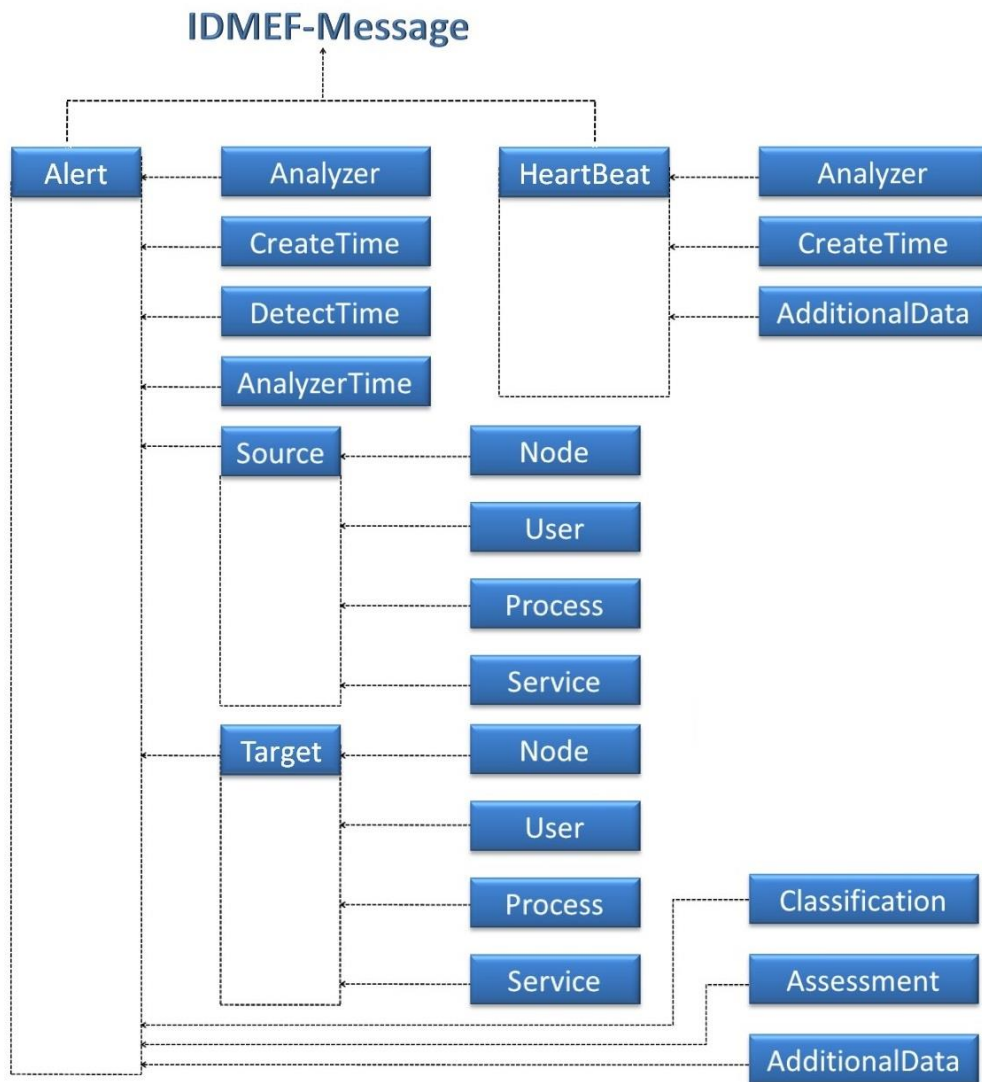 IDMEF-Message
Alert
Analyzer
HeartBeat
Analyzer
CreateTime
CreateTime
DetectTime
AdditionalData
AnalyzerTime
Source
Node
User
Process
Service
Target
Node
User
Process
Classification
Service
Assessment
AdditionalData